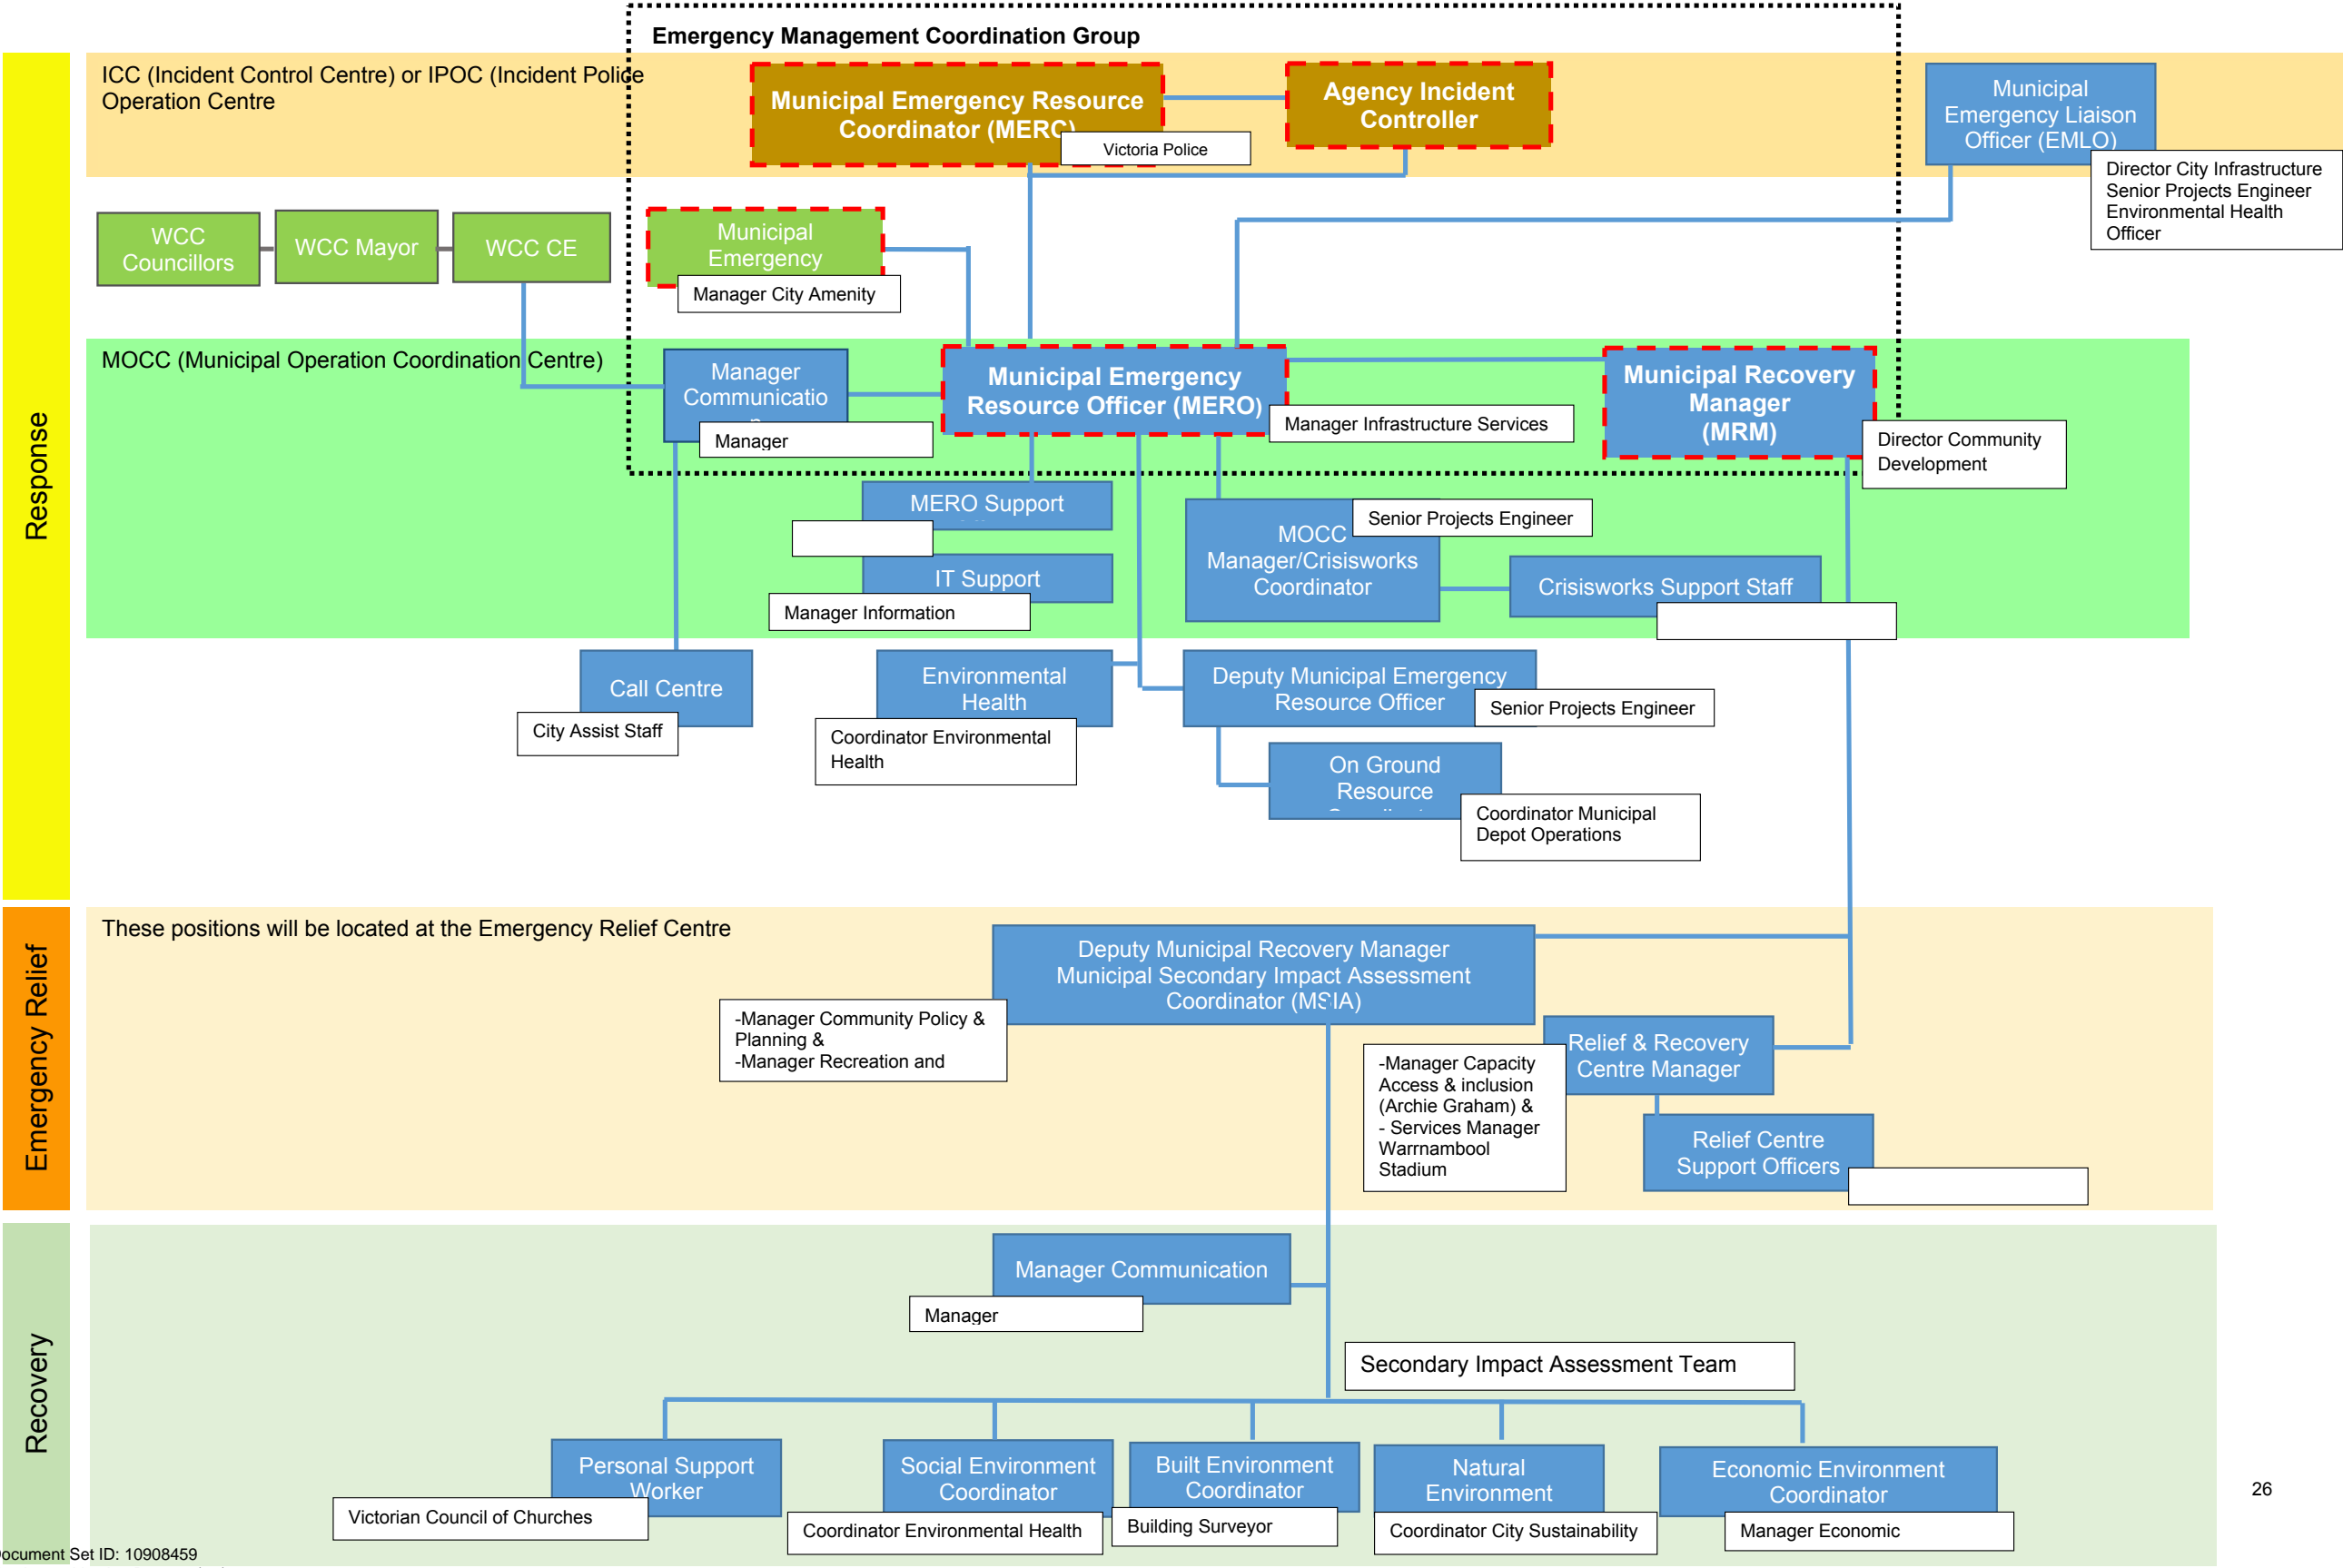 Emergency Management Coordination Group
ICC (Incident Control Centre) or IPOC (Incident Police
Operation Centre
Municipal Emergency Resource
Coordinator (MERC)
Victoria Police
Agency Incident
Controller
Municipal
Emergency Liaison
Officer (EMLO)
Director City Infrastructure
Senior Projects Engineer
Environmental Health
Officer
WCC
Councillors
WCC Mayor
WCC CE
Municipal
Emergency
Manager City Amenity
Response
MOCC (Municipal Operation Coordination Centre)
Manager
Communicatio
Manager
Municipal Emergency
Resource Officer (MERO)
Manager Infrastructure Services
Municipal Recovery
Manager
(MRM)
Director Community
Development
MERO Support
IT Support
Manager Information
MOCC
Manager/Crisisworks
Coordinator
Senior Projects Engineer
Crisisworks Support Staff
Call Centre
City Assist Staff
Environmental
Health
Coordinator Environmental
Health
Deputy Municipal Emergency
Resource Officer
Senior Projects Engineer
On Ground
Resource
Coordinator Municipal
Depot Operations
Emergency Relief
These positions will be located at the Emergency Relief Centre
Deputy Municipal Recovery Manager
Municipal Secondary Impact Assessment
Coordinator (MSIA)
-Manager Community Policy &
Planning &
-Manager Recreation and
Relief & Recovery
Centre Manager
-Manager Capacity
Access & inclusion
(Archie Graham) &
- Services Manager
Warrnambool
Stadium
Relief Centre
Support Officers
Recovery
Manager Communication
Manager
Secondary Impact Assessment Team
Personal Support
Worker
Victorian Council of Churches
Social Environment
Coordinator
Coordinator Environmental Health
Built Environment
Coordinator
Building Surveyor
Natural
Environment
Coordinator City Sustainability
Economic Environment
Coordinator
Manager Economic
26
ocument Set ID: 10908459